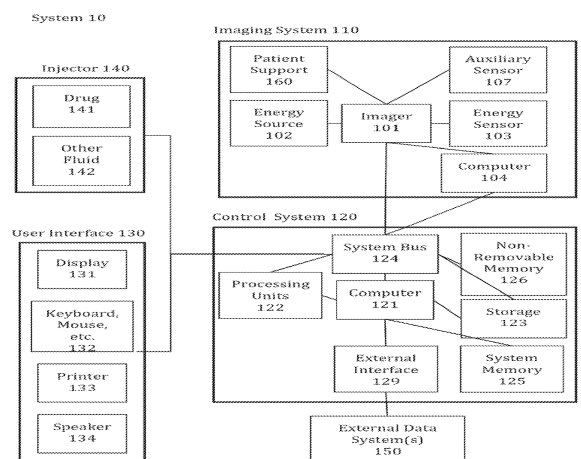 System 10
Imaging System 110
Injector 140
Patient
Support
160
Auxiliary
Sensor
107
Drug
141
Energy
Source
102
Imager
101
Energy
Sensor
103
Other
Fluid
142
Computer
104
Control System 120
User Interface 130
System Bus
124
Non-
Removable
Memory
126
Display
131
Processing
Units
122
Computer
121
Storage
123
Keyboard,
Mouse,
etc.
132
External
Interface
129
System
Memory
125
Printer
133
Speaker
134
External Data
System(s)
150